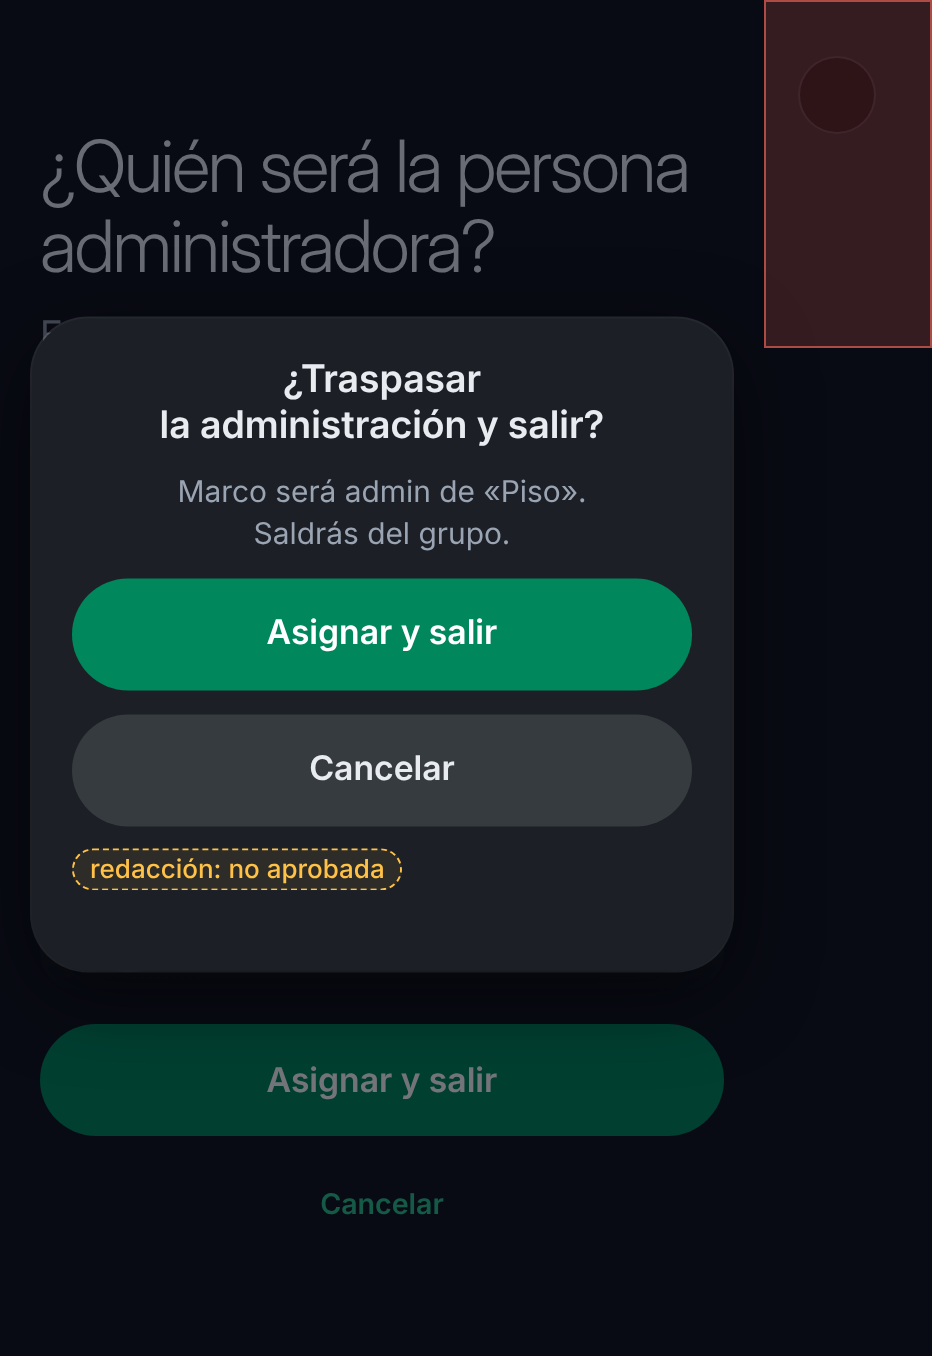 ¿Quién será la persona
administradora?
¿Traspasar
la administración y salir?
Marco será admin de «Piso».
Saldrás del grupo.
Asignar y salir
Cancelar
redacción: no aprobada
Asignar y salir
Cancelar